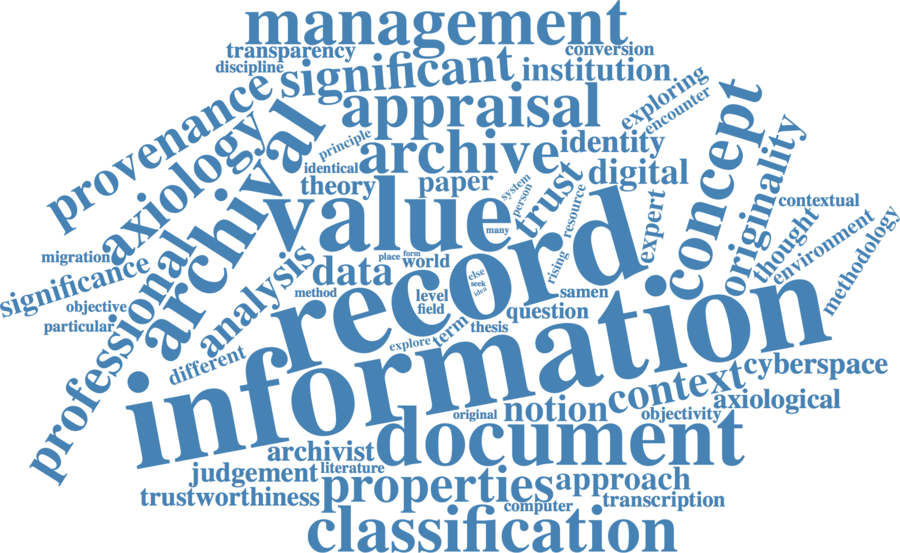 management
transparency
conversion
discipline
significant
institution
provenance
appraisal
exploring
encounter
concept
axiology
archival
principle
archive
identity
identical
theory
paper
system
person
trust
digital
resource
originality
contextual
value
many
record
expert
thought
environment
methodology
migration
significance
objective
particular
professional
analysis
data
place
form
world
else
seek
idea
rising
method
level
field
samen
question
term
thesis
explore
different
information
cyberspace
context
axiological
original
notion
objectivity
document
archivist
judgement
literature
properties
approach
trustworthiness
computer
transcription
classification